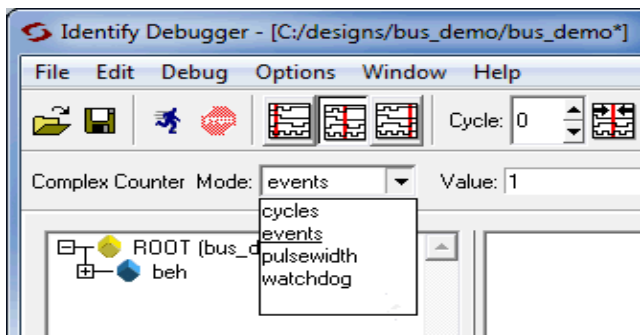 Identify Debugger - [C:/designs/bus_demo/bus_demo*]
File Edit Debug Options Window Help
STOP Cycle: 0
Complex Counter Mode: events Value: 1
cycles
events
pulsewidth
watchdog
ROOT (bus_d
beh